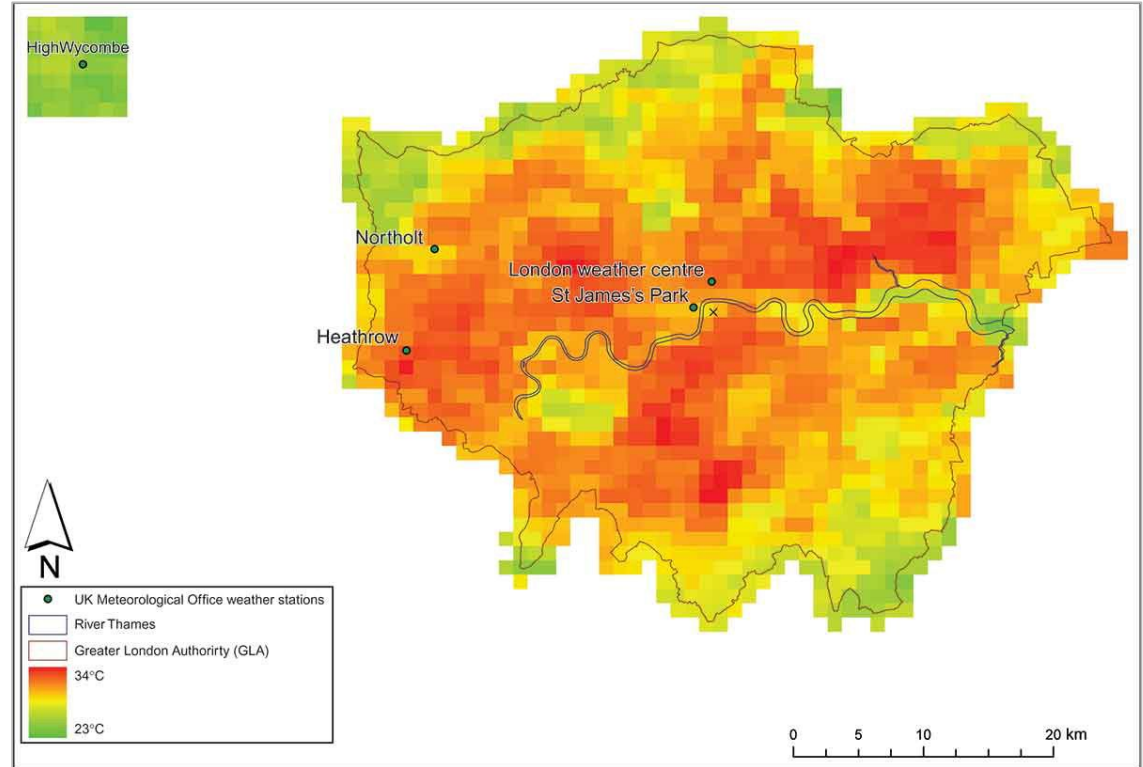 HighWycombe
Northolt
London weather centre
St James's Park
Heathrow
N
UK Meteorological Office weather stations
River Thames
Greater London Authorirty (GLA)
34°C
23°C
0 5 10 20 km